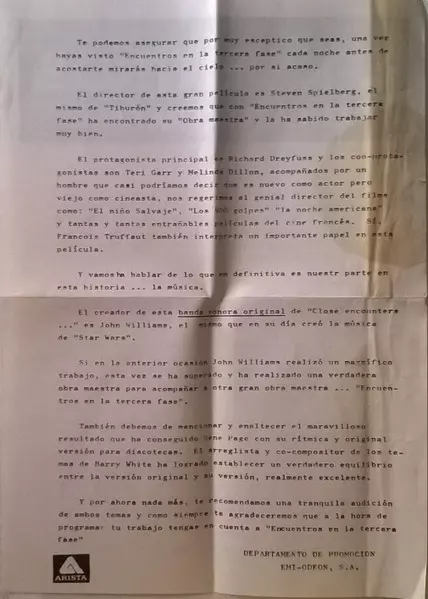 Te podemos asegurar que por muy esceptico que seas, una vez
hayas visto "Encuentros en la tercera fase" cada noche antes de
acostarte mirarás hacia el cielo ... por si acaso.
El director de esta gran película es Steven Spielberg, el
mismo de "Tiburón" y creemos que con "Encuentros en la tercera
fase" ha encontrado su "Obra maestra" y la ha sabido trabajar
muy bien.
El protagonista principal es Richard Dreyfuss y los coo-prota-
gonistas son Teri Garr y Melinda Dillon, acompañados por un
hombre que casi podríamos decir que es nuevo como actor pero
viejo como cineasta, nos regerimos al genial director del films
como: "El niño Salvaje", "Los 400 golpes" "la noche americana"
y tantas y tantas entrañables películas del cine francés. Sí,
Francois Truffaut también interpreta un importante papel en esta
película.
Y vamosha hablar de lo que en definitiva es nuestr parte en
esta historia ... la música.
El creador de esta banda sonora original de "Close encounters
..." es John Williams, el mismo que en su día creó la música
de "Star Wars".
Si en la anterior ocasión John Williams realizó un magnífico
trabajo, esta vez se ha superado y ha realizado una verdadera
obra maestra para acompañar a otra gran obra maestra ... "Encuen-
tros en la tercera fase".
También debemos de mencionar y enaltecer el maravilloso
resultado que ha conseguido Gene Page con su rítmica y original
versión para discotecas. El arreglista y co-compositor de los te-
mas de Barry White ha logrado establecer un verdadero equilibrio
entre la versión original y su versión, realmente excelente.
Y por ahora nada más, te recomendamos una tranquila audición
de ambos temas y como siempre te agradeceremos que a la hora de
programar tu trabajo tengas en cuenta a "Encuentros en la tercera
fase"
DEPARTAMENTO DE PROMOCION
EMI-ODEON, S.A.
ARISTA